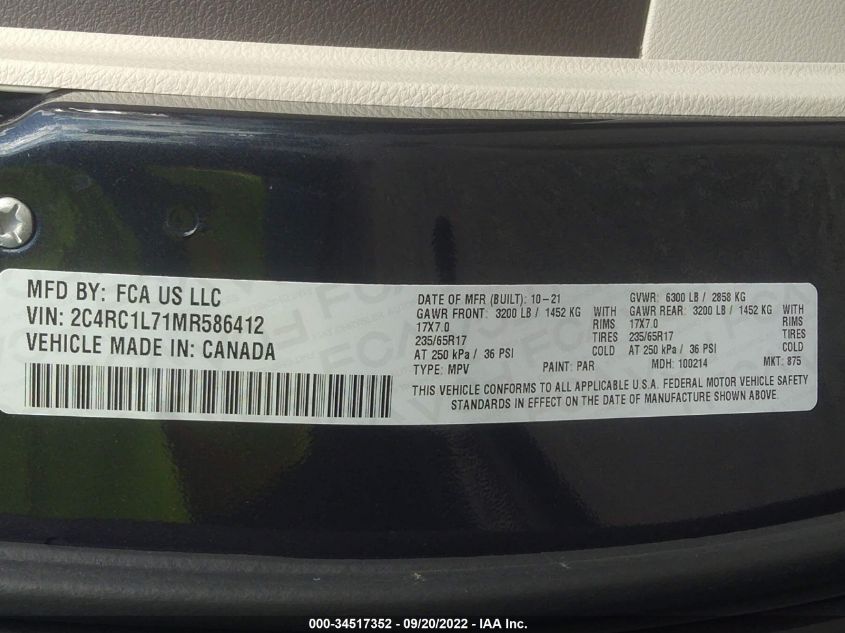 MFD BY: FCA US LLC
VIN: 2C4RC1L71MR586412
VEHICLE MADE IN: CANADA
DATE OF MFR (BUILT): 10-21
GAWR FRONT: 3200 LB / 1452 KG WITH
17X7.0 RIMS
235/65R17 TIRES
AT 250 kPa / 36 PSI COLD
TYPE: MPV PAINT: PAR
GVWR: 6300 LB / 2858 KG
GAWR REAR: 3200 LB / 1452 KG WITH
17X7.0 RIMS
235/65R17 TIRES
AT 250 kPa / 36 PSI COLD
MDH: 100214 MKT: 875
THIS VEHICLE CONFORMS TO ALL APPLICABLE U.S.A. FEDERAL MOTOR VEHICLE SAFETY
STANDARDS IN EFFECT ON THE DATE OF MANUFACTURE SHOWN ABOVE.
000-34517352 - 09/20/2022 - IAA Inc.